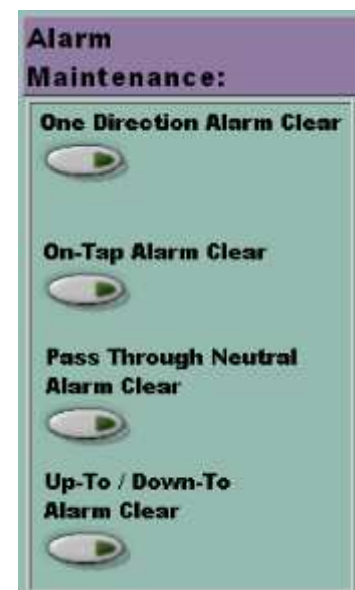 Alarm
Maintenance:
One Direction Alarm Clear
On-Tap Alarm Clear
Pass Through Neutral
Alarm Clear
Up-To / Down-To
Alarm Clear